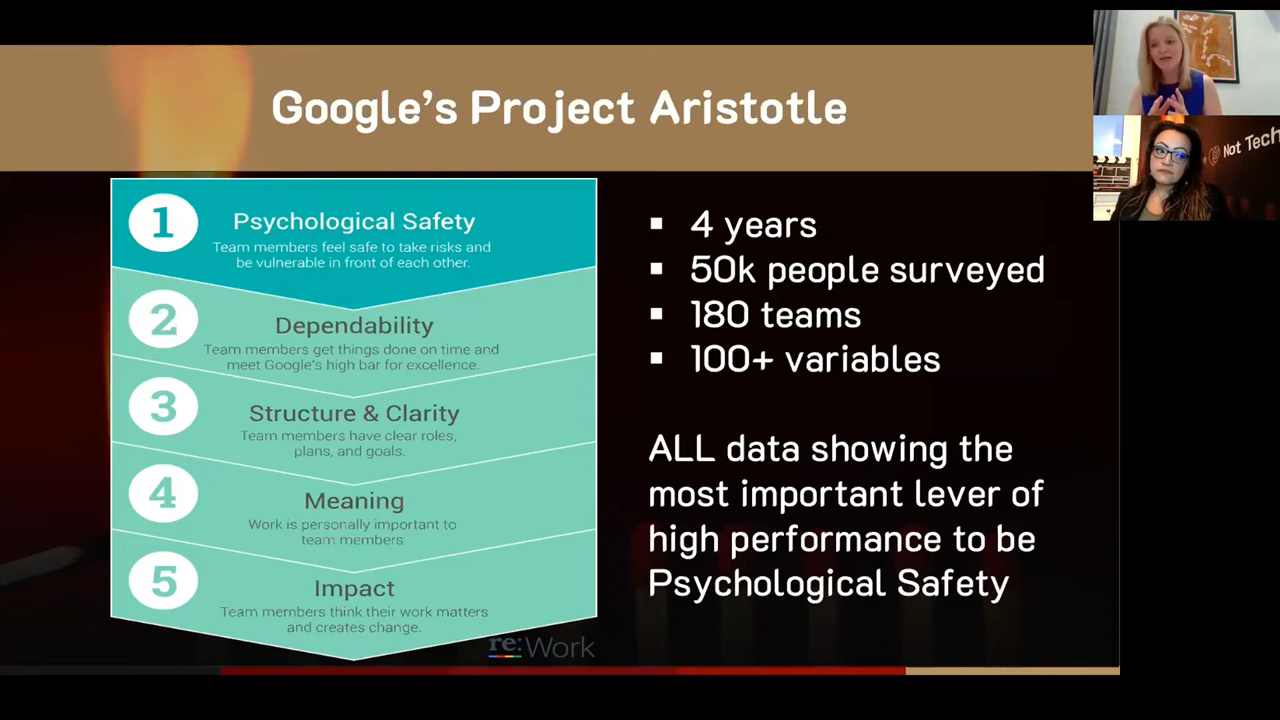 Google's Project Aristotle
1
Psychological Safety
Team members feel safe to take risks and
be vulnerable in front of each other.
2
Dependability
Team members get things done on time and
meet Google's high bar for excellence.
3
Structure & Clarity
Team members have clear roles,
plans, and goals.
4
Meaning
Work is personally important to
team members.
5
Impact
Team members think their work matters
and creates change.
re:Work
▪ 4 years
▪ 50k people surveyed
▪ 180 teams
▪ 100+ variables
ALL data showing the
most important lever of
high performance to be
Psychological Safety
Not Tech